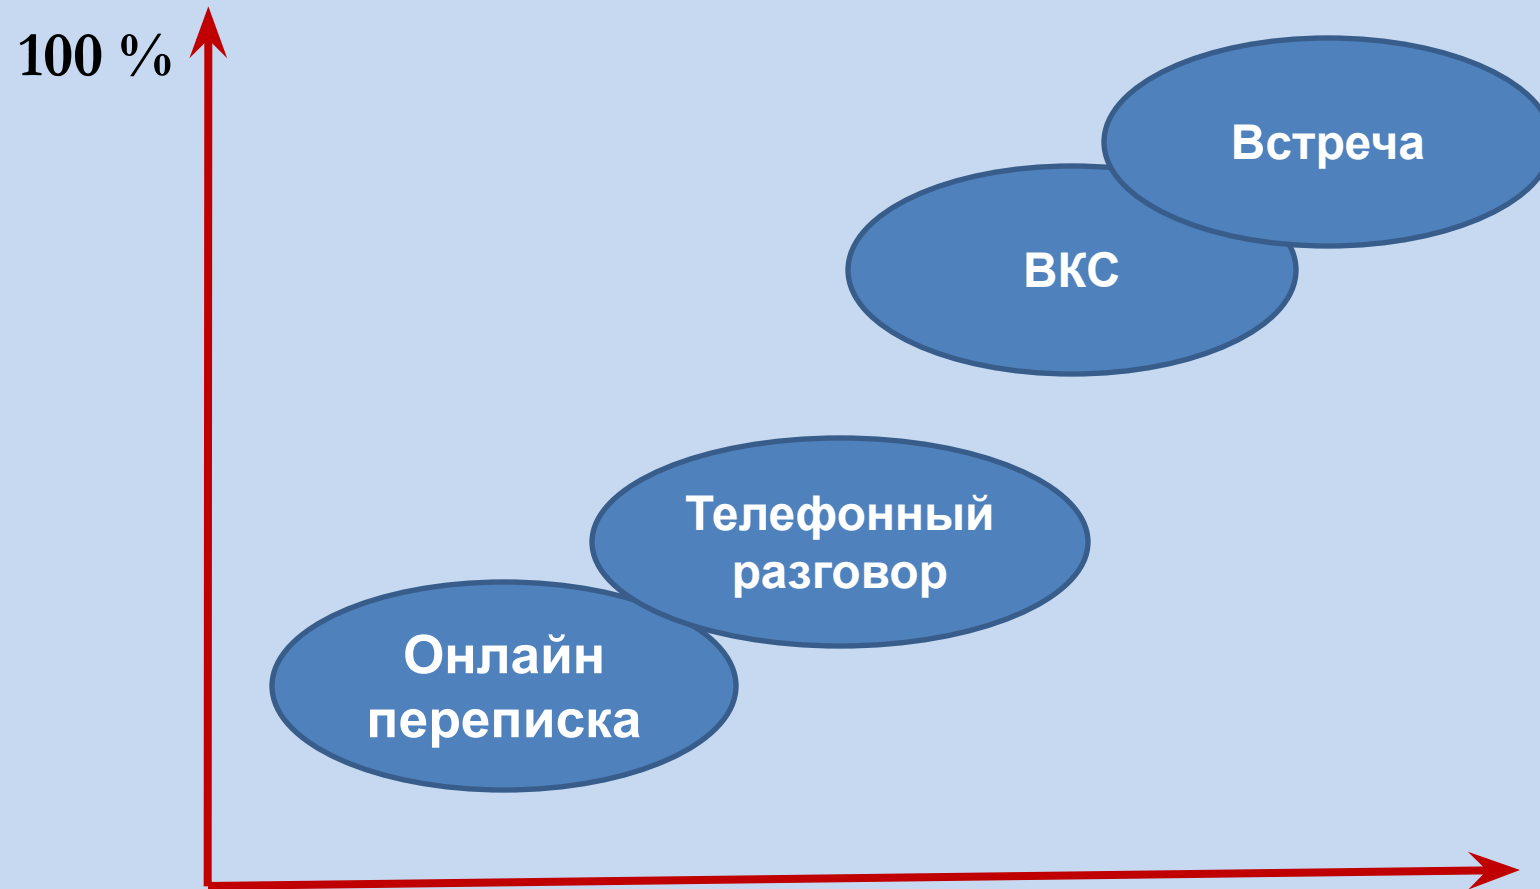 100 %
Встреча
ВКС
Телефонный
разговор
Онлайн
переписка